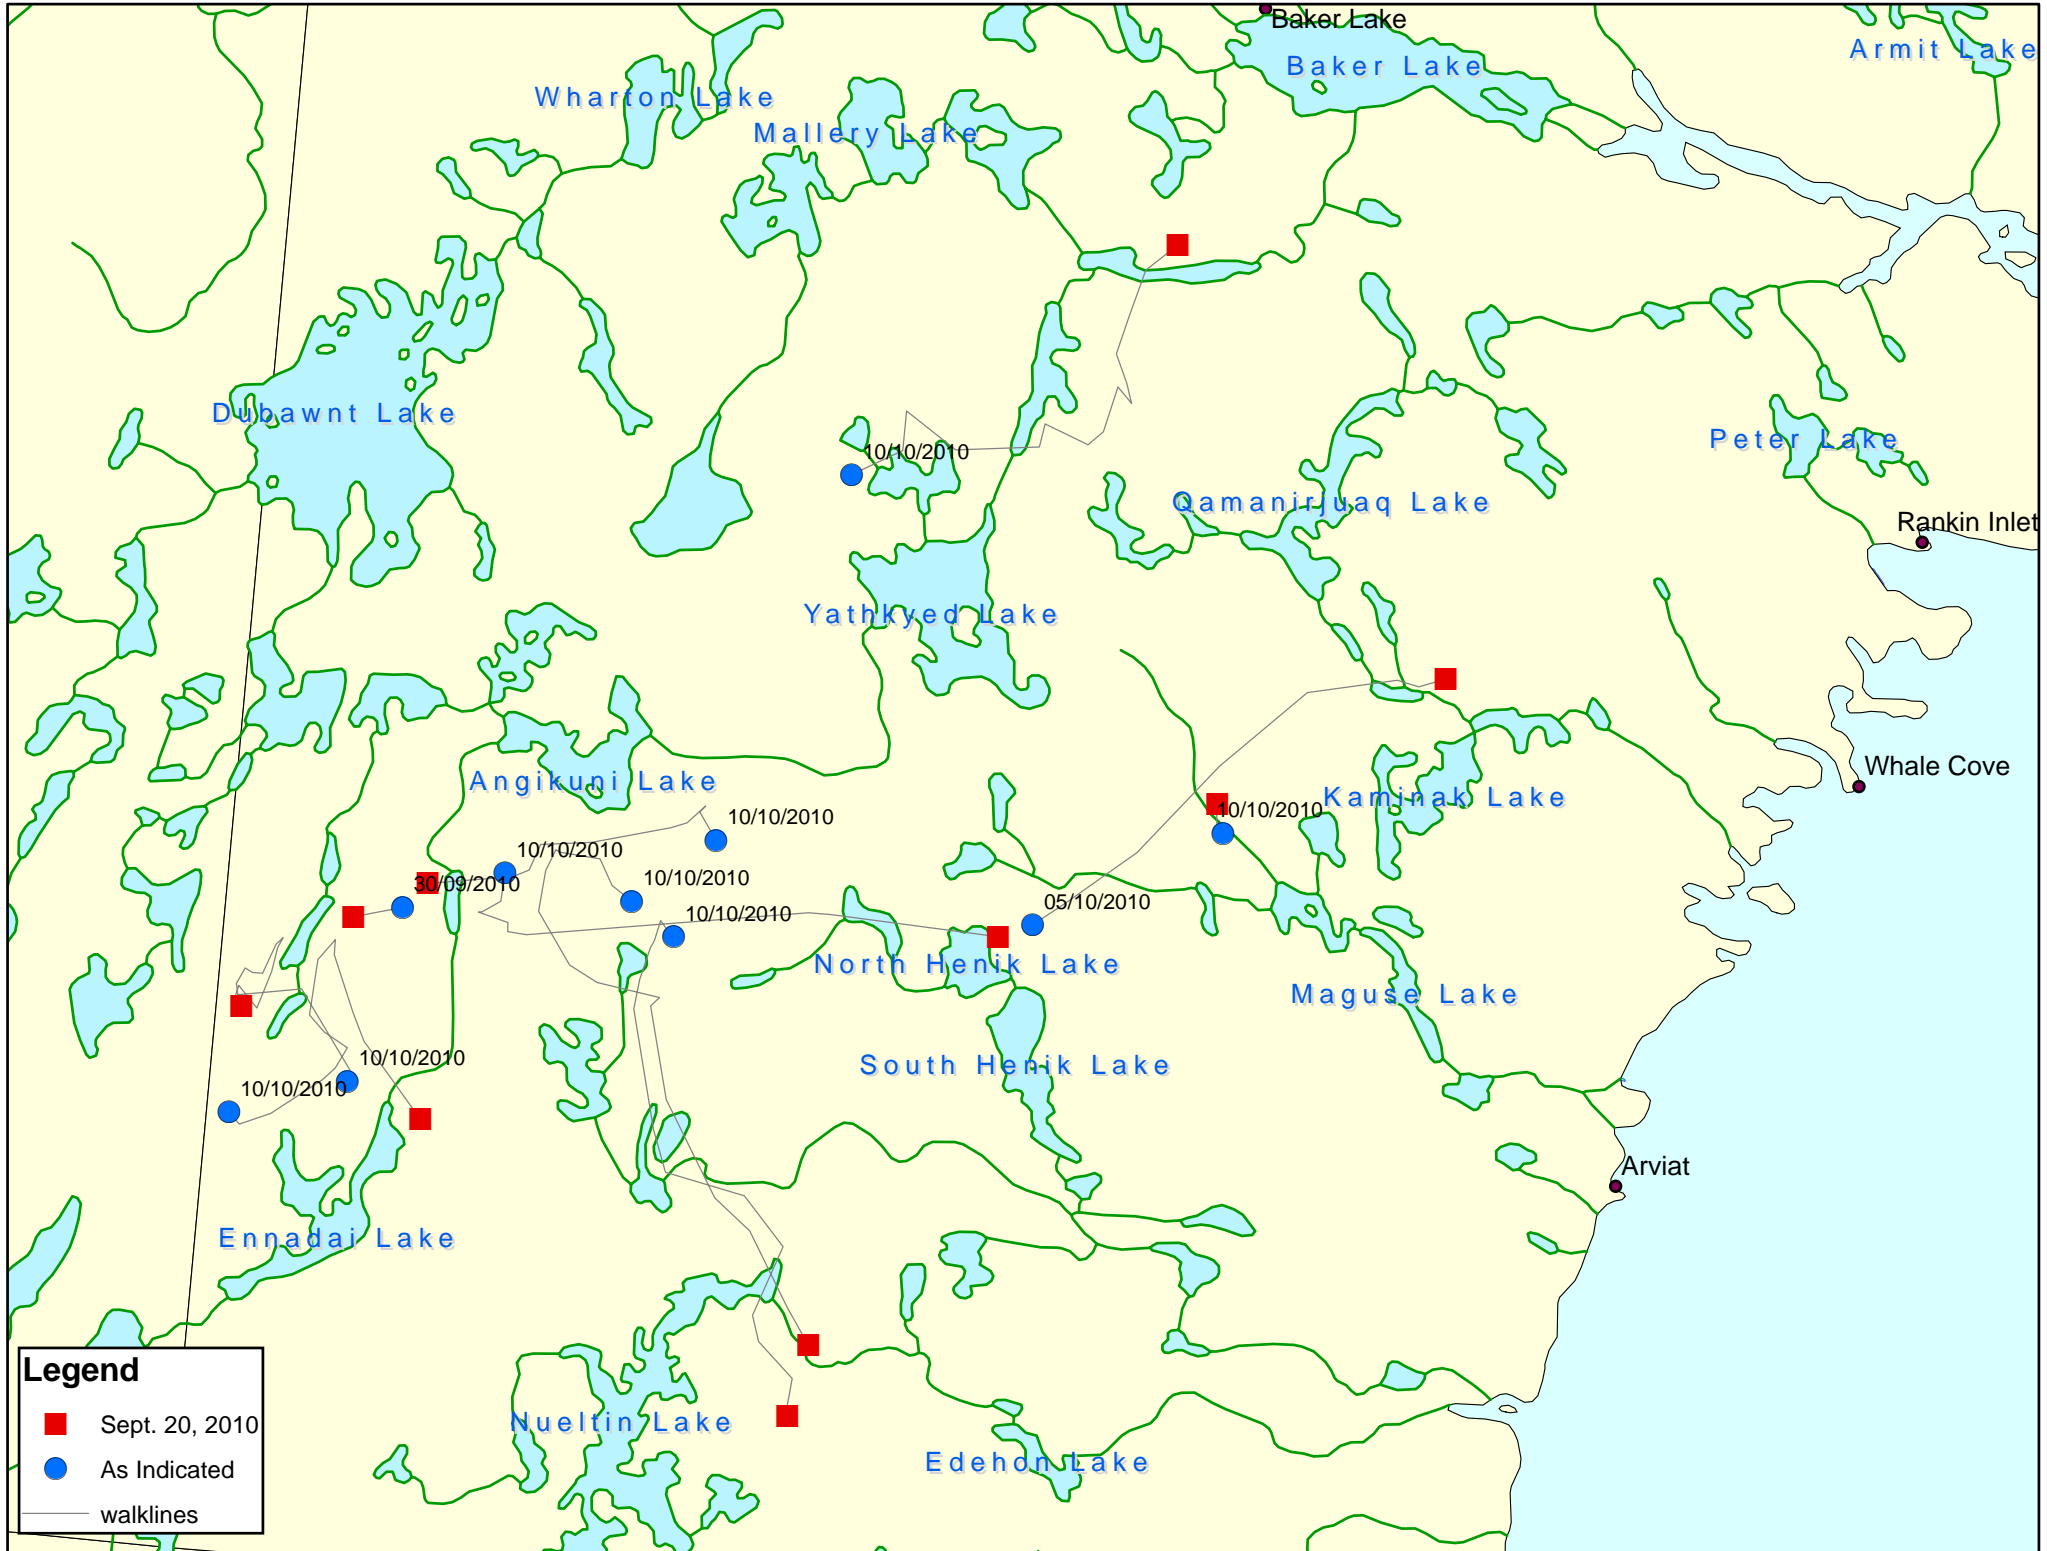 Baker Lake
Armit Lake
Baker Lake
Wharton Lake
Mallery Lake
Dubawnt Lake
Peter Lake
10/10/2010
Qamanirjuaq Lake
Rankin Inlet
Yathkyed Lake
Whale Cove
Angikuni Lake
Kaminak Lake
10/10/2010
10/10/2010
10/10/2010
30/09/2010
10/10/2010
05/10/2010
10/10/2010
North Henik Lake
Maguse Lake
10/10/2010
South Henik Lake
10/10/2010
Arviat
Ennadai Lake
Nueltin Lake
Edehon Lake
Legend
Sept. 20, 2010
As Indicated
walklines